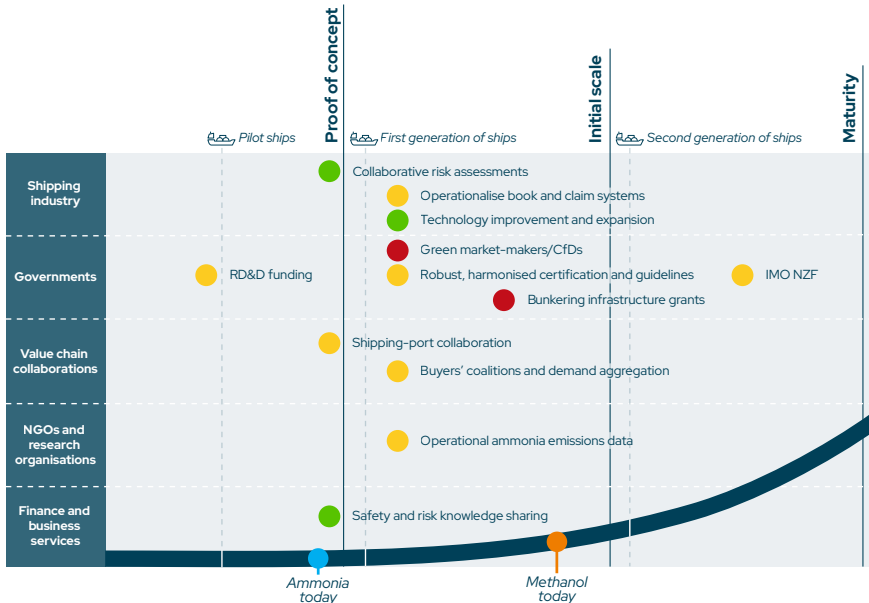 Proof of concept
Initial scale
Maturity
Pilot ships
First generation of ships
Second generation of ships
Shipping
industry
Collaborative risk assessments
Operationalise book and claim systems
Technology improvement and expansion
Governments
Green market-makers/CfDs
RD&D funding
Robust, harmonised certification and guidelines
IMO NZF
Bunkering infrastructure grants
Value chain
collaborations
Shipping-port collaboration
Buyers’ coalitions and demand aggregation
NGOs and
research
organisations
Operational ammonia emissions data
Finance and
business
services
Safety and risk knowledge sharing
Ammonia
today
Methanol
today